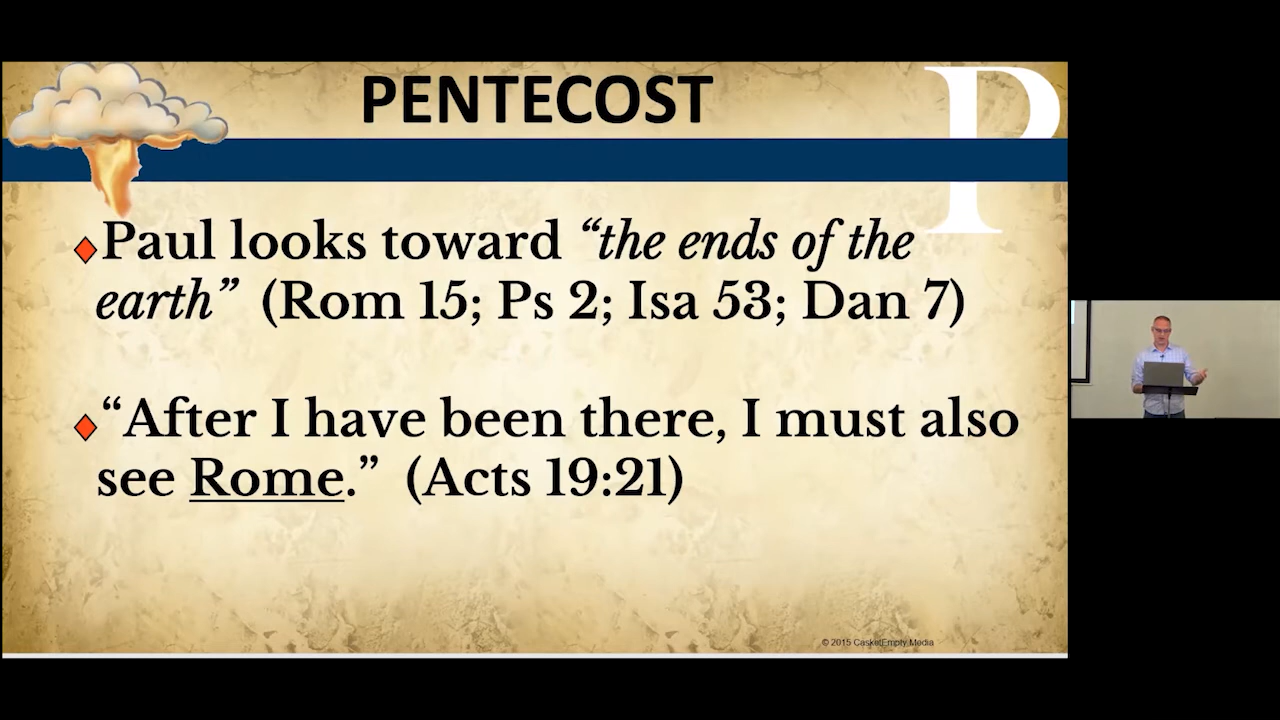 PENTECOST
P
Paul looks toward “the ends of the
earth” (Rom 15; Ps 2; Isa 53; Dan 7)
“After I have been there, I must also
see Rome.” (Acts 19:21)
© 2015 CasketEmpty Media